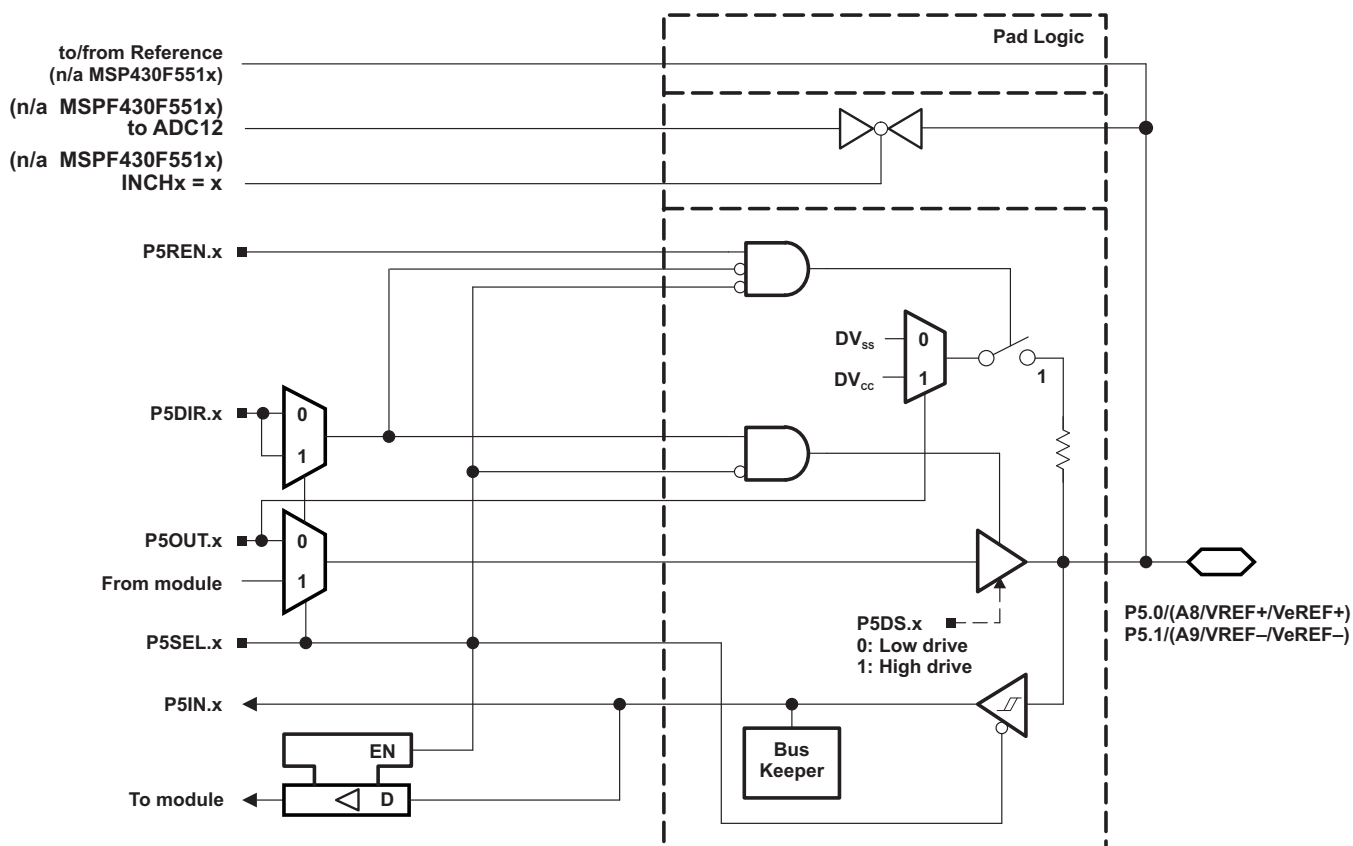 Pad Logic
to/from Reference
(n/a MSP430F551x)
(n/a MSPF430F551x)
to ADC12
(n/a MSPF430F551x)
INCHx = x
P5REN.x
DVss
0
DVcc
1
1
P5DIR.x
0
1
P5OUT.x
0
From module
1
P5DS.x
0: Low drive
1: High drive
P5.0/(A8/VREF+/VeREF+)
P5.1/(A9/VREF–/VeREF–)
P5SEL.x
P5IN.x
Bus
Keeper
EN
To module
D